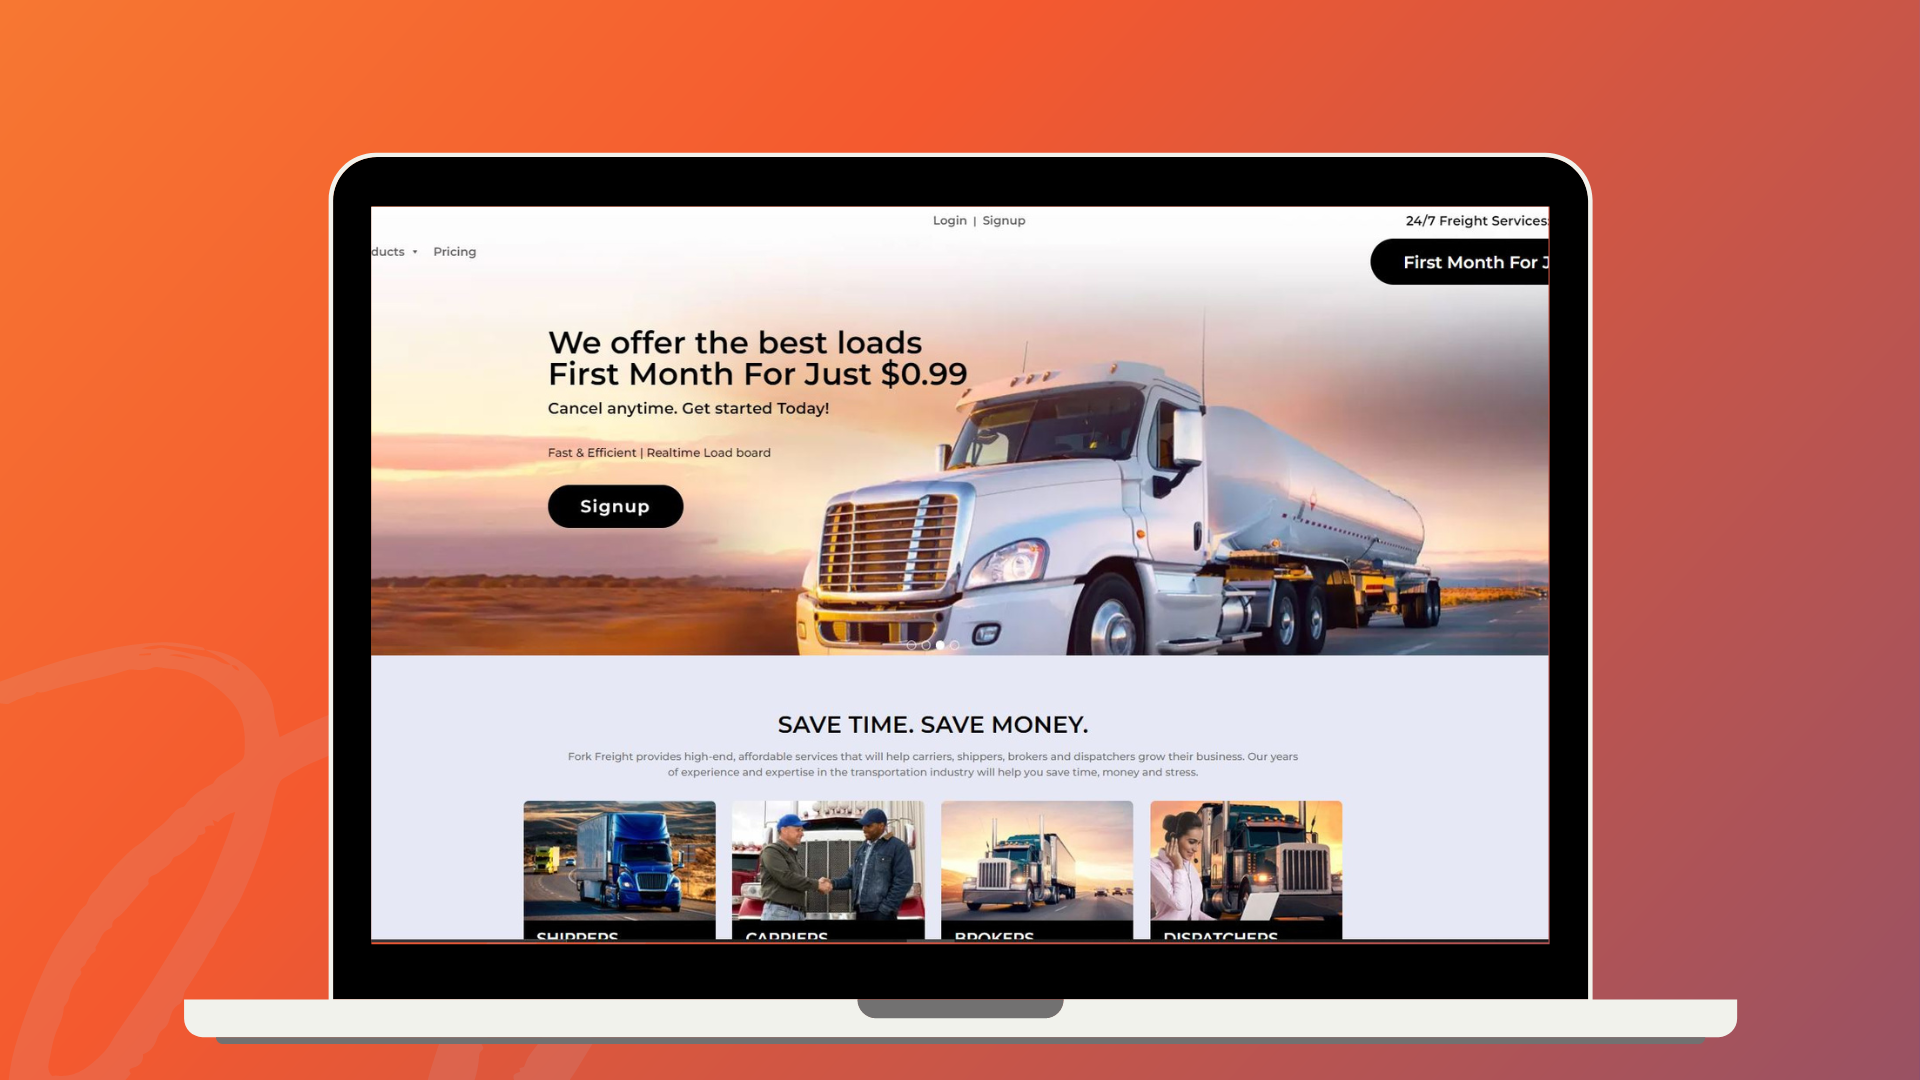 Login | Signup
24/7 Freight Services
ducts ▾ Pricing
First Month For J
We offer the best loads
First Month For Just $0.99
Cancel anytime. Get started Today!
Fast & Efficient | Realtime Load board
Signup
SAVE TIME. SAVE MONEY.
Fork Freight provides high-end, affordable services that will help carriers, shippers, brokers and dispatchers grow their business. Our years
of experience and expertise in the transportation industry will help you save time, money and stress.
SHIPPERS
CARRIERS
BROKERS
DISPATCHERS